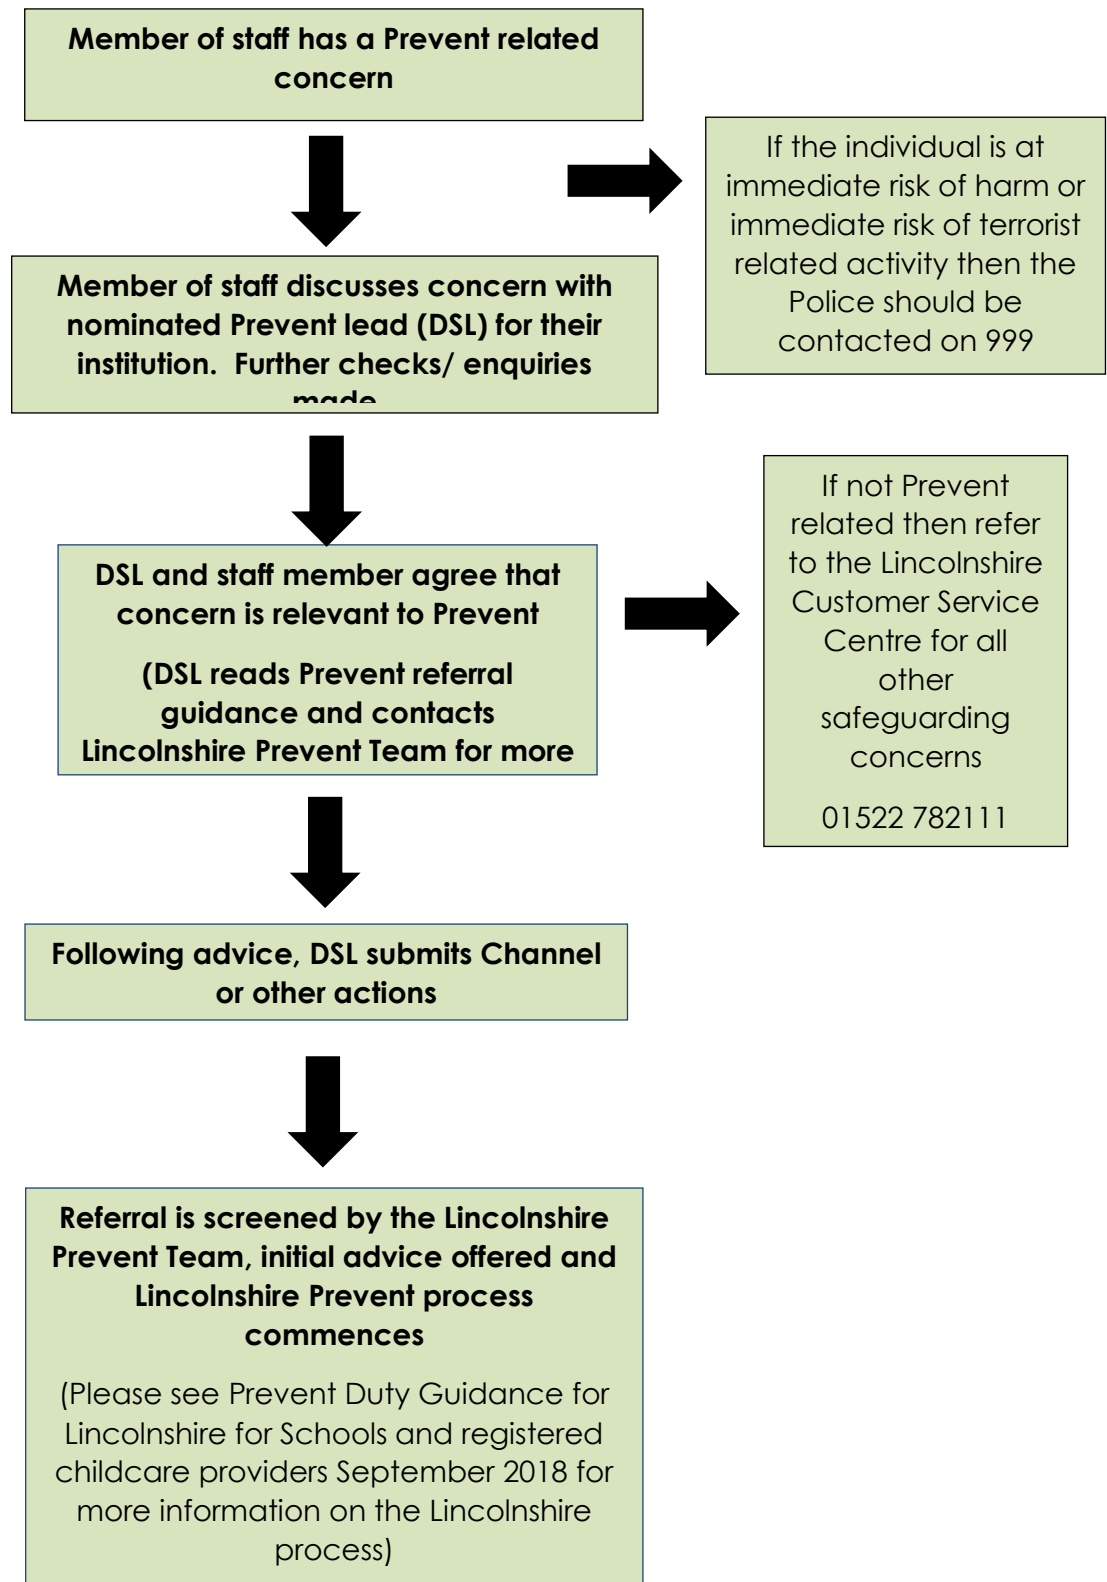 Member of staff has a Prevent related
concern
If the individual is at
immediate risk of harm or
immediate risk of terrorist
related activity then the
Police should be
contacted on 999
Member of staff discusses concern with
nominated Prevent lead (DSL) for their
institution.  Further checks/ enquiries
made
DSL and staff member agree that
concern is relevant to Prevent
(DSL reads Prevent referral
guidance and contacts
Lincolnshire Prevent Team for more
If not Prevent
related then refer
to the Lincolnshire
Customer Service
Centre for all
other
safeguarding
concerns
01522 782111
Following advice, DSL submits Channel
or other actions
Referral is screened by the Lincolnshire
Prevent Team, initial advice offered and
Lincolnshire Prevent process
commences
(Please see Prevent Duty Guidance for
Lincolnshire for Schools and registered
childcare providers September 2018 for
more information on the Lincolnshire
process)